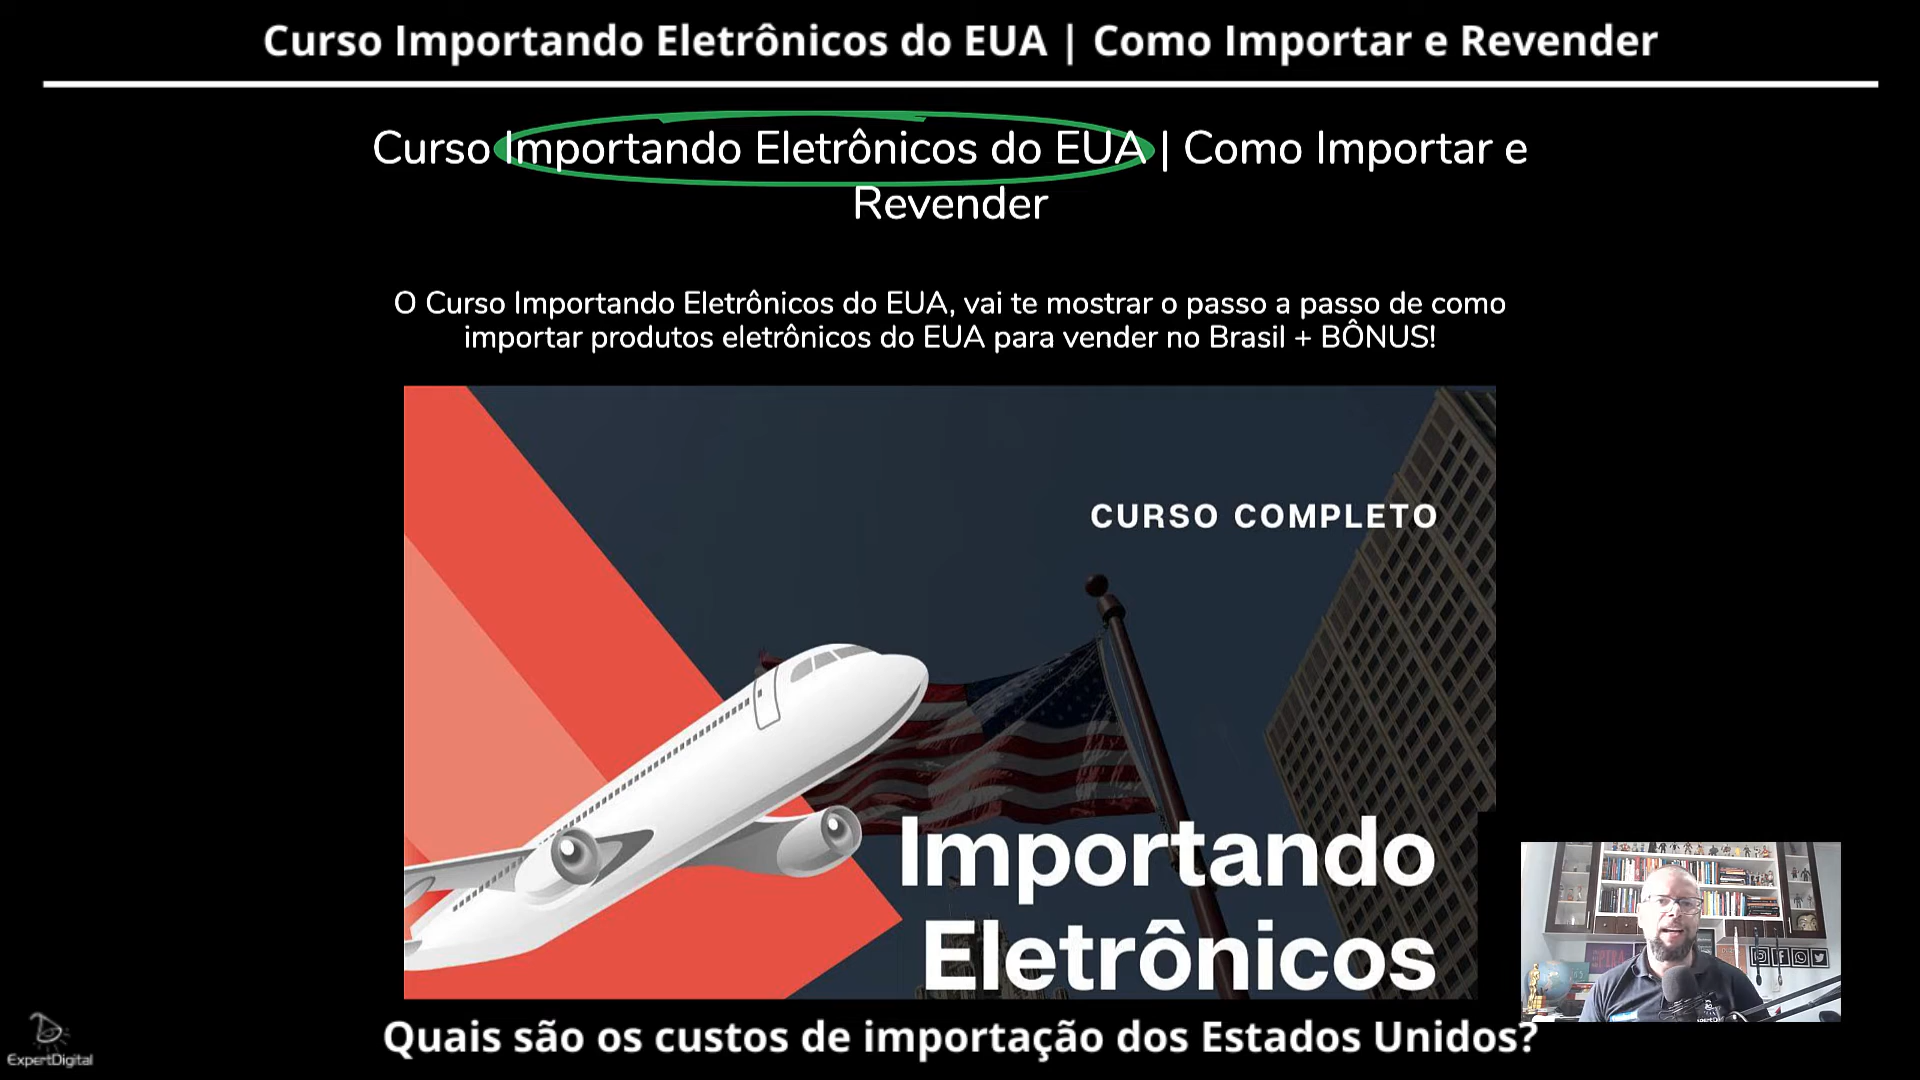 Curso Importando Eletrônicos do EUA | Como Importar e Revender
Curso Importando Eletrônicos do EUA | Como Importar e
Revender
O Curso Importando Eletrônicos do EUA, vai te mostrar o passo a passo de como
importar produtos eletrônicos do EUA para vender no Brasil + BÔNUS!
CURSO COMPLETO
Importando
Eletrônicos
Quais são os custos de importação dos Estados Unidos?
ExpertDigital